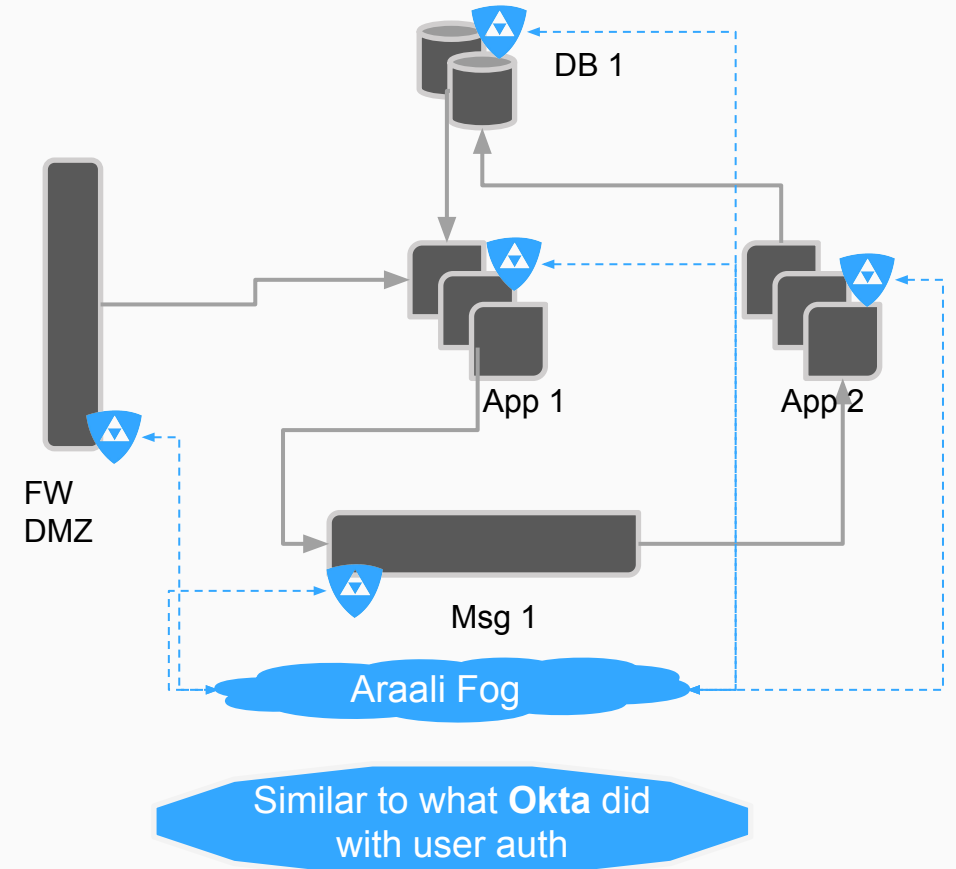 DB 1
App 1
App 2
FW
DMZ
Msg 1
Araali Fog
Similar to what Okta did
with user auth